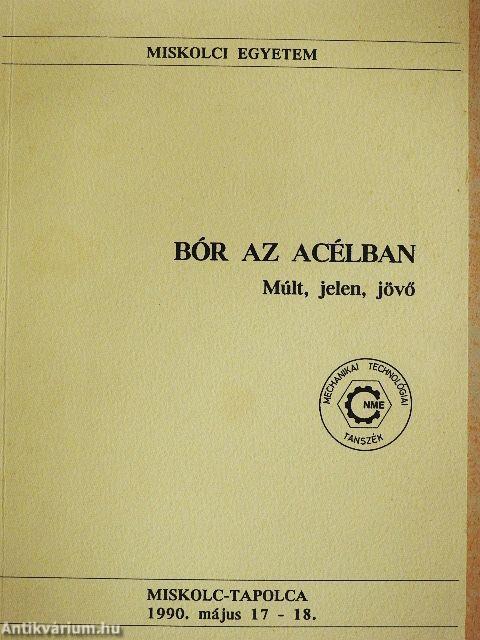 MISKOLCI EGYETEM
BÓR AZ ACÉLBAN
Múlt, jelen, jövő
MECHANIKAI TECHNOLÓGIAI
NME
TANSZÉK
MISKOLC-TAPOLCA
1990. május 17 - 18.
Antikvárium.hu